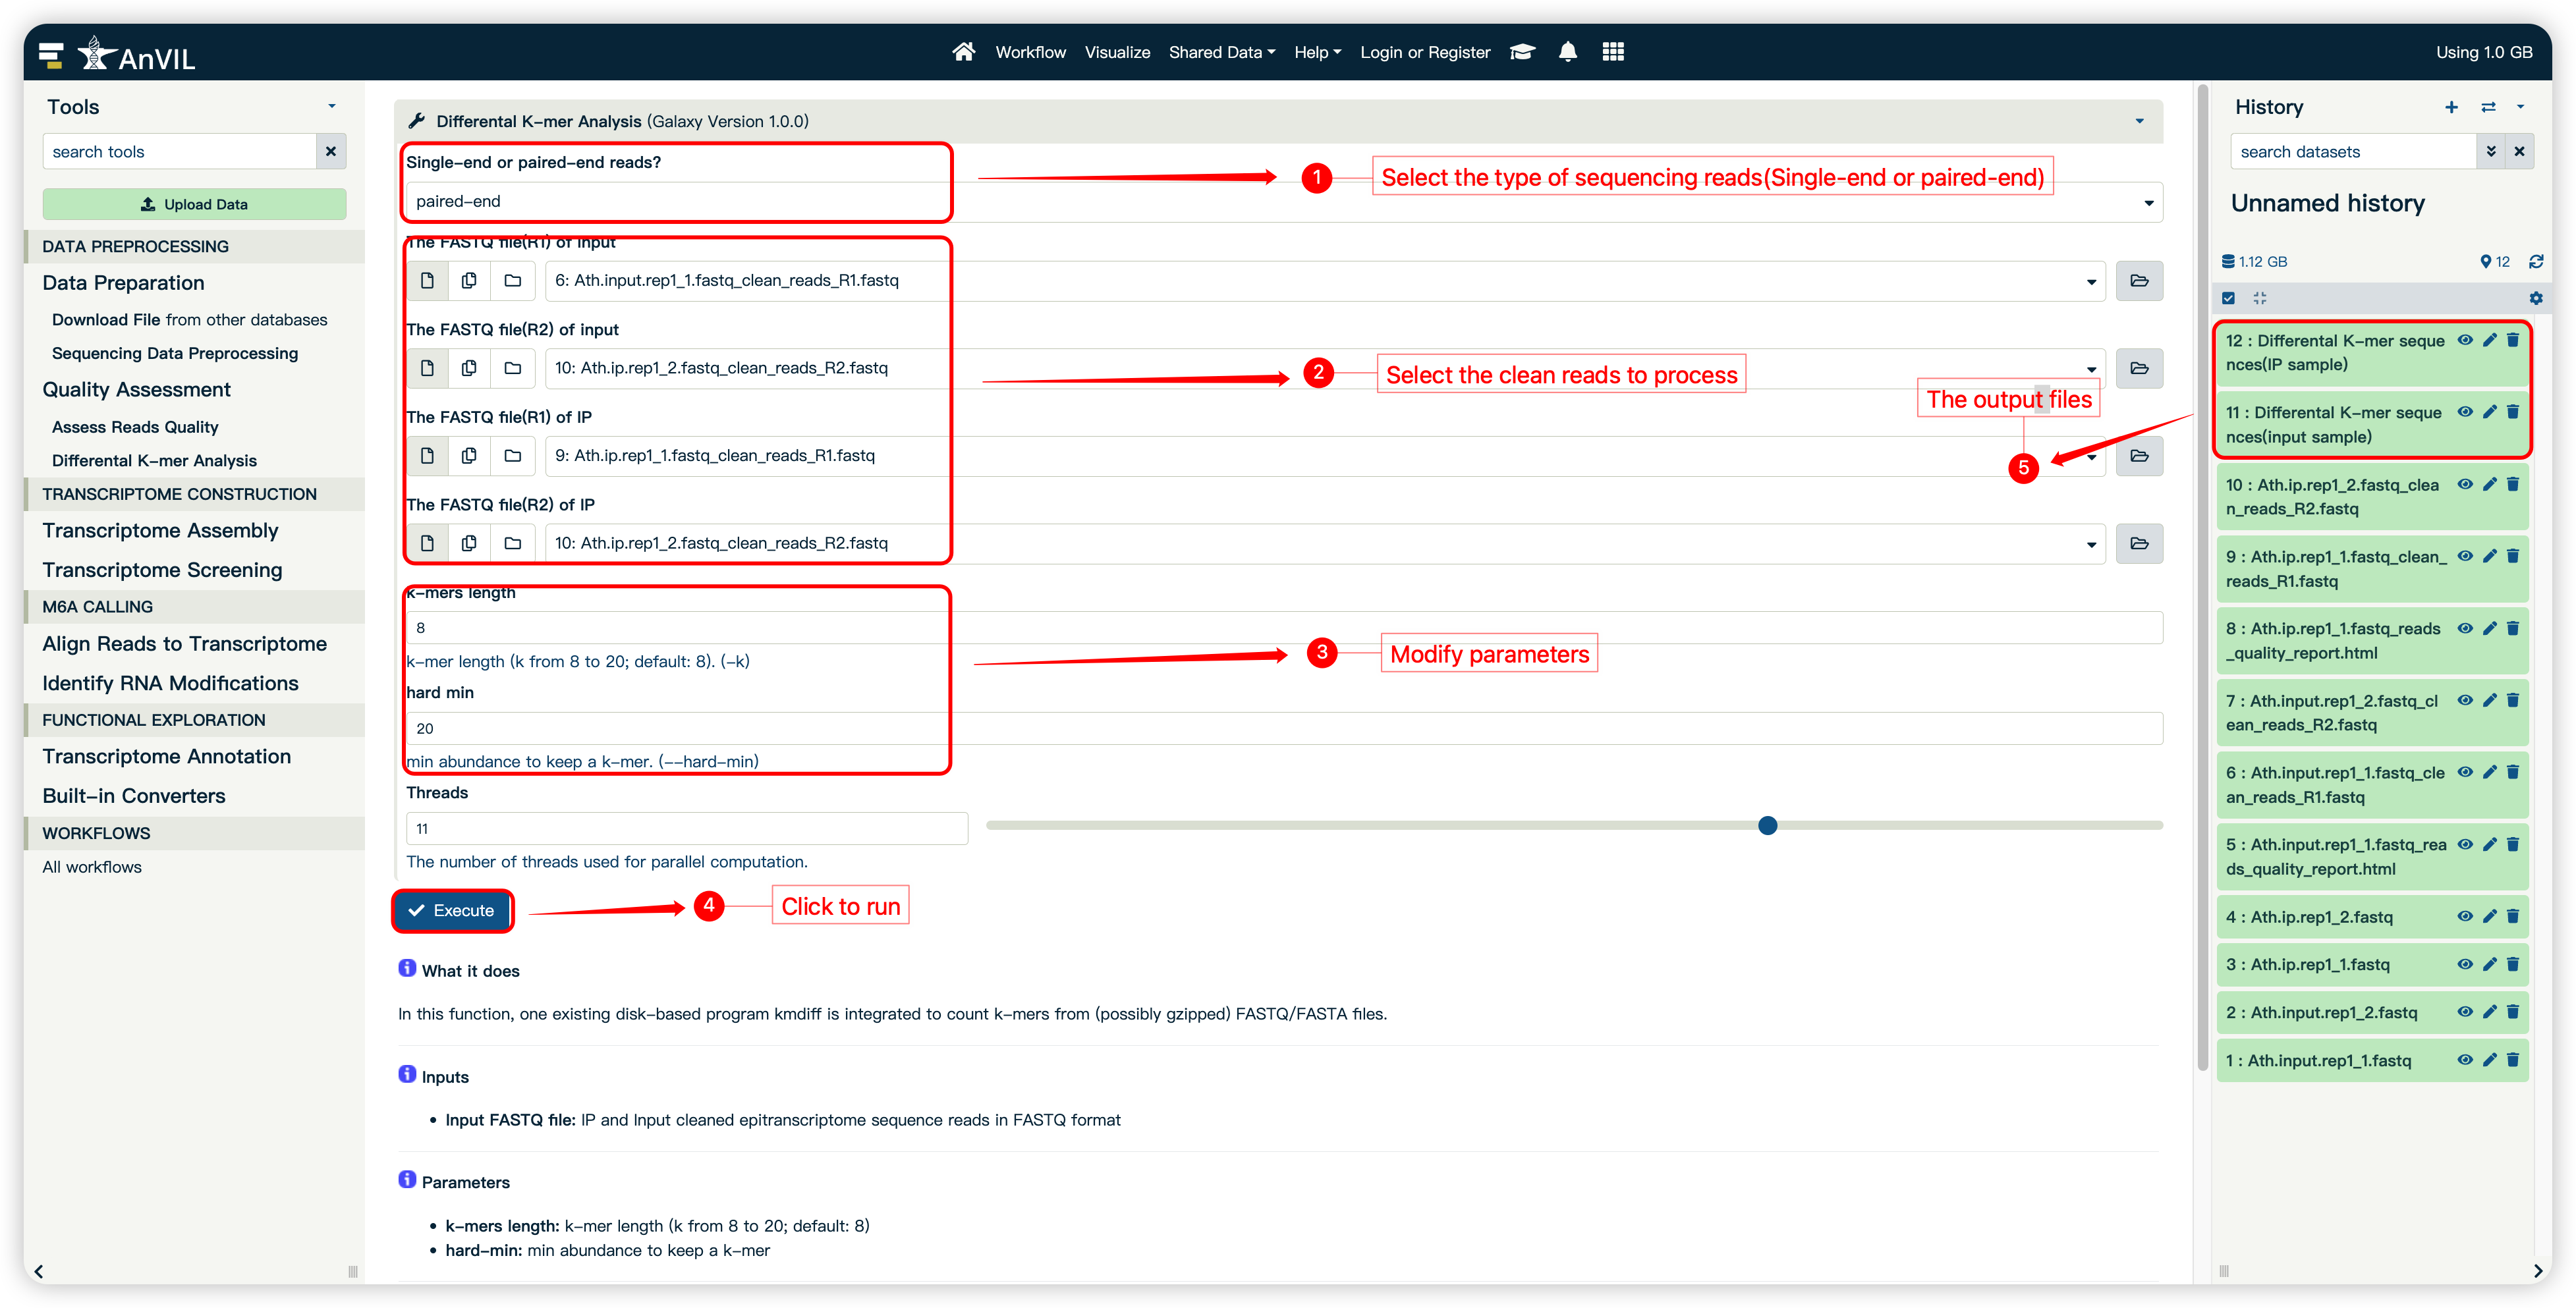 AnVIL
Workflow
Visualize
Shared Data
Help
Login or Register
Using 1.0 GB
Tools
search tools
Upload Data
DATA PREPROCESSING
Data Preparation
Download File from other databases
Sequencing Data Preprocessing
Quality Assessment
Assess Reads Quality
Differental K-mer Analysis
TRANSCRIPTOME CONSTRUCTION
Transcriptome Assembly
Transcriptome Screening
M6A CALLING
Align Reads to Transcriptome
Identify RNA Modifications
FUNCTIONAL EXPLORATION
Transcriptome Annotation
Built-in Converters
WORKFLOWS
All workflows
Differental K-mer Analysis (Galaxy Version 1.0.0)
Single-end or paired-end reads?
paired-end
1
Select the type of sequencing reads(Single-end or paired-end)
The FASTQ file(R1) of input
6: Ath.input.rep1_1.fastq_clean_reads_R1.fastq
The FASTQ file(R2) of input
10: Ath.ip.rep1_2.fastq_clean_reads_R2.fastq
2
Select the clean reads to process
The FASTQ file(R1) of IP
9: Ath.ip.rep1_1.fastq_clean_reads_R1.fastq
The output files
5
The FASTQ file(R2) of IP
10: Ath.ip.rep1_2.fastq_clean_reads_R2.fastq
k-mers length
8
k-mer length (k from 8 to 20; default: 8). (-k)
3
Modify parameters
hard min
20
min abundance to keep a k-mer. (--hard-min)
Threads
11
The number of threads used for parallel computation.
Execute
4
Click to run
What it does
In this function, one existing disk-based program kmdiff is integrated to count k-mers from (possibly gzipped) FASTQ/FASTA files.
Inputs
• Input FASTQ file: IP and Input cleaned epitranscriptome sequence reads in FASTQ format
Parameters
• k-mers length: k-mer length (k from 8 to 20; default: 8)
• hard-min: min abundance to keep a k-mer
History
search datasets
Unnamed history
1.12 GB
12
12 : Differental K-mer seque
nces(IP sample)
11 : Differental K-mer seque
nces(input sample)
10 : Ath.ip.rep1_2.fastq_clea
n_reads_R2.fastq
9 : Ath.ip.rep1_1.fastq_clean_
reads_R1.fastq
8 : Ath.ip.rep1_1.fastq_reads
_quality_report.html
7 : Ath.input.rep1_2.fastq_cl
ean_reads_R2.fastq
6 : Ath.input.rep1_1.fastq_cle
an_reads_R1.fastq
5 : Ath.input.rep1_1.fastq_rea
ds_quality_report.html
4 : Ath.ip.rep1_2.fastq
3 : Ath.ip.rep1_1.fastq
2 : Ath.input.rep1_2.fastq
1 : Ath.input.rep1_1.fastq